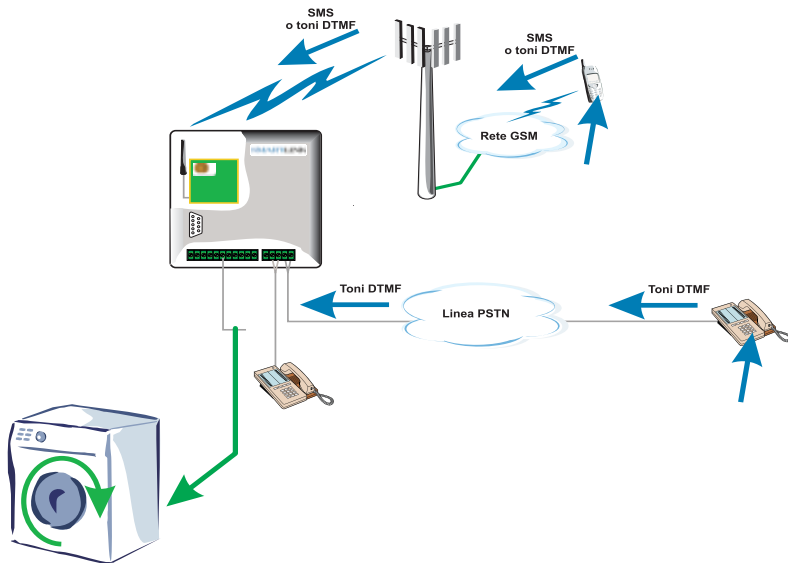 SMS
o toni DTMF
SMS
o toni DTMF
Rete GSM
Toni DTMF
Linea PSTN
Toni DTMF